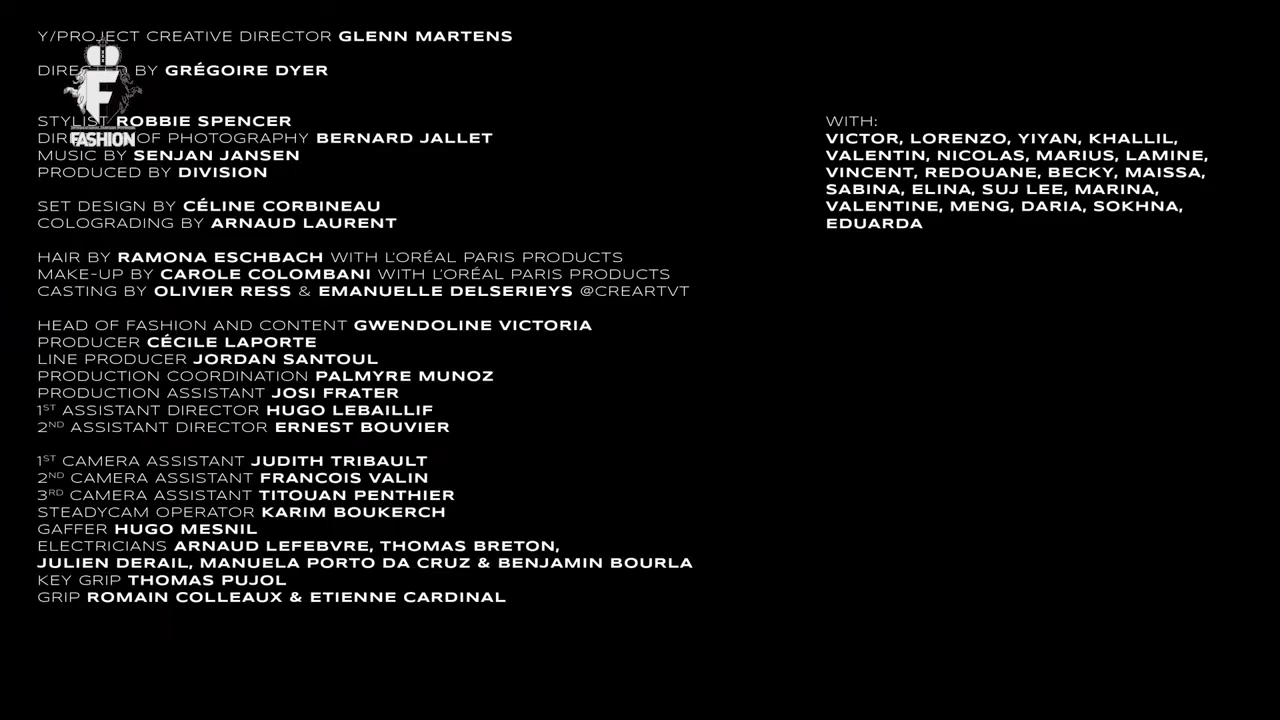 Y/PROJECT CREATIVE DIRECTOR GLENN MARTENS
DIRECTED BY GRÉGOIRE DYER
STYLIST ROBBIE SPENCER
DIRECTOR OF PHOTOGRAPHY BERNARD JALLET
MUSIC BY SENJAN JANSEN
PRODUCED BY DIVISION
SET DESIGN BY CÉLINE CORBINEAU
COLOGRADING BY ARNAUD LAURENT
HAIR BY RAMONA ESCHBACH WITH L'ORÉAL PARIS PRODUCTS
MAKE-UP BY CAROLE COLOMBANI WITH L'ORÉAL PARIS PRODUCTS
CASTING BY OLIVIER RESS & EMANUELLE DELSERIEYS @CREARTVT
HEAD OF FASHION AND CONTENT GWENDOLINE VICTORIA
PRODUCER CÉCILE LAPORTE
LINE PRODUCER JORDAN SANTOUL
PRODUCTION COORDINATION PALMYRE MUNOZ
PRODUCTION ASSISTANT JOSI FRATER
1ST ASSISTANT DIRECTOR HUGO LEBAILLIF
2ND ASSISTANT DIRECTOR ERNEST BOUVIER
1ST CAMERA ASSISTANT JUDITH TRIBAULT
2ND CAMERA ASSISTANT FRANCOIS VALIN
3RD CAMERA ASSISTANT TITOUAN PENTHIER
STEADYCAM OPERATOR KARIM BOUKERCH
GAFFER HUGO MESNIL
ELECTRICIANS ARNAUD LEFEBVRE, THOMAS BRETON,
JULIEN DERAIL, MANUELA PORTO DA CRUZ & BENJAMIN BOURLA
KEY GRIP THOMAS PUJOL
GRIP ROMAIN COLLEAUX & ETIENNE CARDINAL
WITH:
VICTOR, LORENZO, YIYAN, KHALLIL,
VALENTIN, NICOLAS, MARIUS, LAMINE,
VINCENT, REDOUANE, BECKY, MAISSA,
SABINA, ELINA, SUJ LEE, MARINA,
VALENTINE, MENG, DARIA, SOKHNA,
EDUARDA
F
FASHION